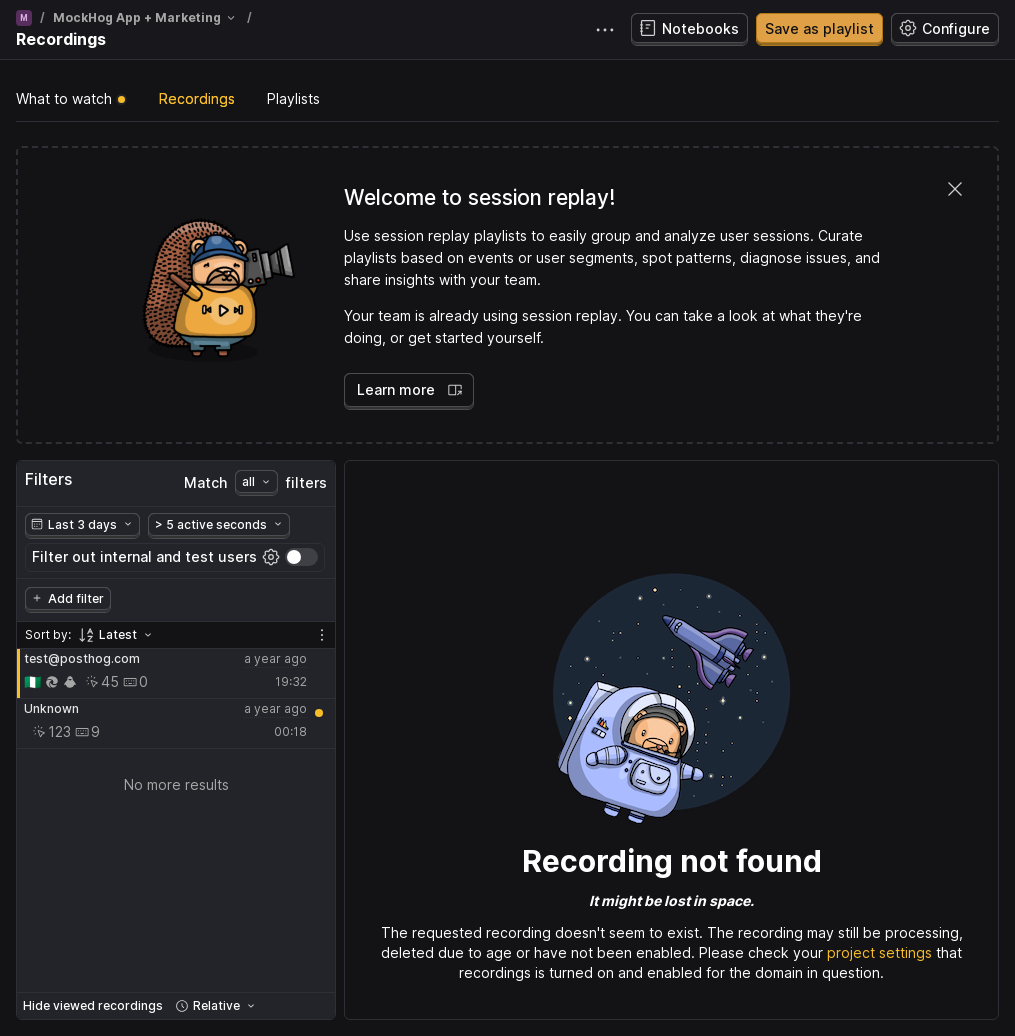 M / MockHog App + Marketing /
Recordings
Notebooks
Save as playlist
Configure
What to watch
Recordings
Playlists
Welcome to session replay!
Use session replay playlists to easily group and analyze user sessions. Curate
playlists based on events or user segments, spot patterns, diagnose issues, and
share insights with your team.
Your team is already using session replay. You can take a look at what they're
doing, or get started yourself.
Learn more
Filters
Match all filters
Last 3 days
> 5 active seconds
Filter out internal and test users
+ Add filter
Sort by: Latest
test@posthog.com a year ago
45 0 19:32
Unknown a year ago
123 9 00:18
No more results
Hide viewed recordings
Relative
Recording not found
It might be lost in space.
The requested recording doesn't seem to exist. The recording may still be processing,
deleted due to age or have not been enabled. Please check your project settings that
recordings is turned on and enabled for the domain in question.